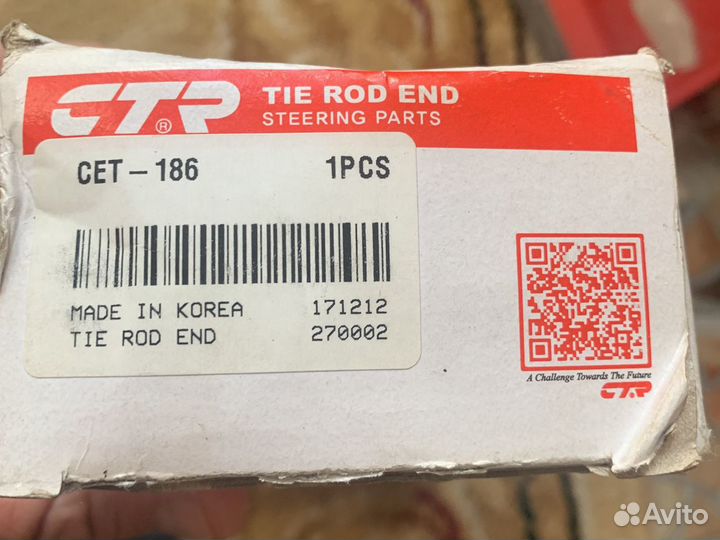 CTR® TIE ROD END
STEERING PARTS
CET-186 1PCS
MADE IN KOREA 171212
TIE ROD END 270002
A Challenge Towards The Future
CTR
Avito